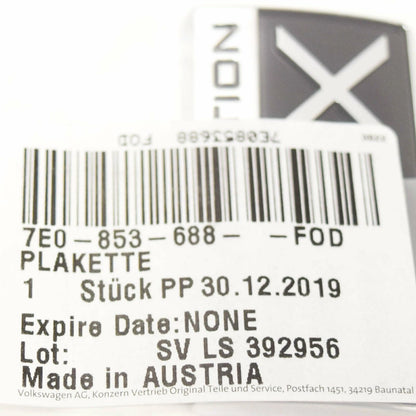 TION
X
7E0853688 FOD
7E0-853-688- -FOD
PLAKETTE
1 Stück PP 30.12.2019
Expire Date:NONE
Lot: SV LS 392956
Made in AUSTRIA
Volkswagen AG, Konzern Vertrieb Original Teile und Service, Postfach 1451, 34219 Baunatal